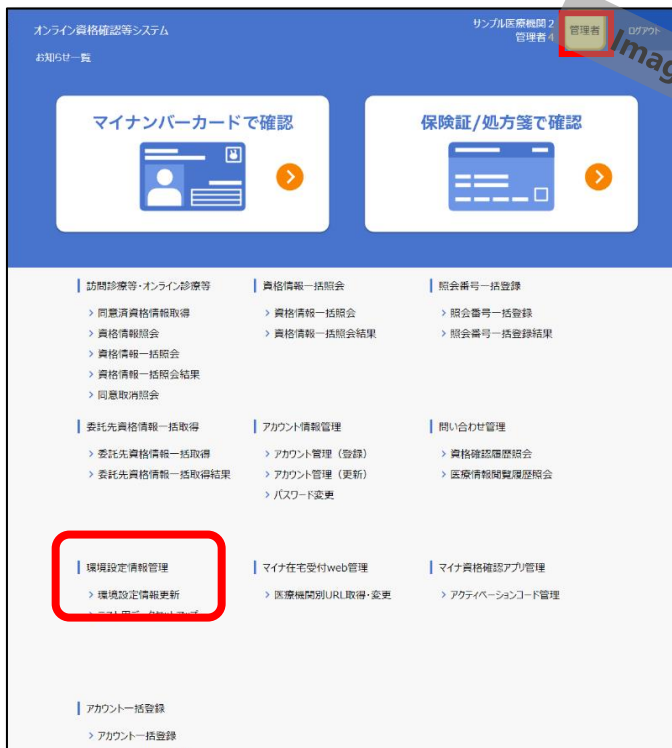 オンライン資格確認等システム
サンプル医療機関2
管理者4
管理者
ログアウト
お知らせ一覧
マイナンバーカードで確認
保険証/処方箋で確認
訪問診療等・オンライン診療等
同意済資格情報取得
資格情報照会
資格情報一括照会
資格情報一括照会結果
同意取消照会
資格情報一括照会
資格情報一括照会
資格情報一括照会結果
照会番号一括登録
照会番号一括登録
照会番号一括登録結果
委託先資格情報一括取得
委託先資格情報一括取得
委託先資格情報一括取得結果
アカウント情報管理
アカウント管理（登録）
アカウント管理（更新）
パスワード変更
問い合わせ管理
資格確認履歴照会
医療情報閲覧履歴照会
環境設定情報管理
環境設定情報更新
マイナ在宅受付web管理
医療機関別URL取得・変更
マイナ資格確認アプリ管理
アクティベーションコード管理
アカウント一括登録
アカウント一括登録